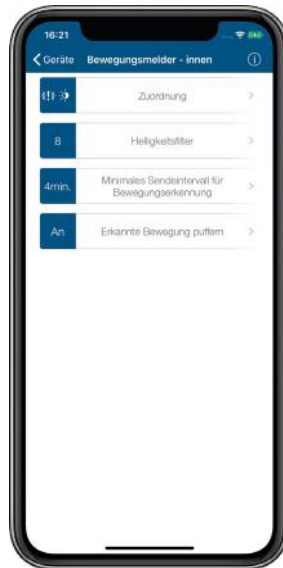 16:21
Geräte Bewegungsmelder - innen
Zuordnung
8 Helligkeitsfilter
4min. Minimales Sendeintervall für
Bewegungserkennung
An Erkannte Bewegung puffern